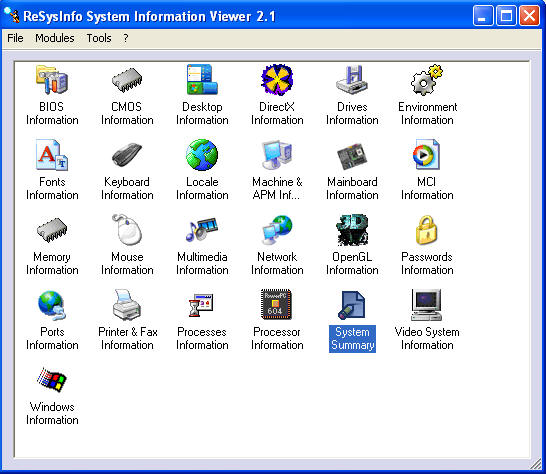 ReSysInfo System Information Viewer 2.1
File Modules Tools ?
BIOS Information
CMOS Information
Desktop Information
DirectX Information
Drives Information
Environment Information
Fonts Information
Keyboard Information
Locale Information
Machine & APM Inf...
Mainboard Information
MCI Information
Memory Information
Mouse Information
Multimedia Information
Network Information
3D
OpenGL Information
Passwords Information
Ports Information
Printer & Fax Information
Processes Information
PowerPC
604
Processor Information
System Summary
Video System Information
Windows Information